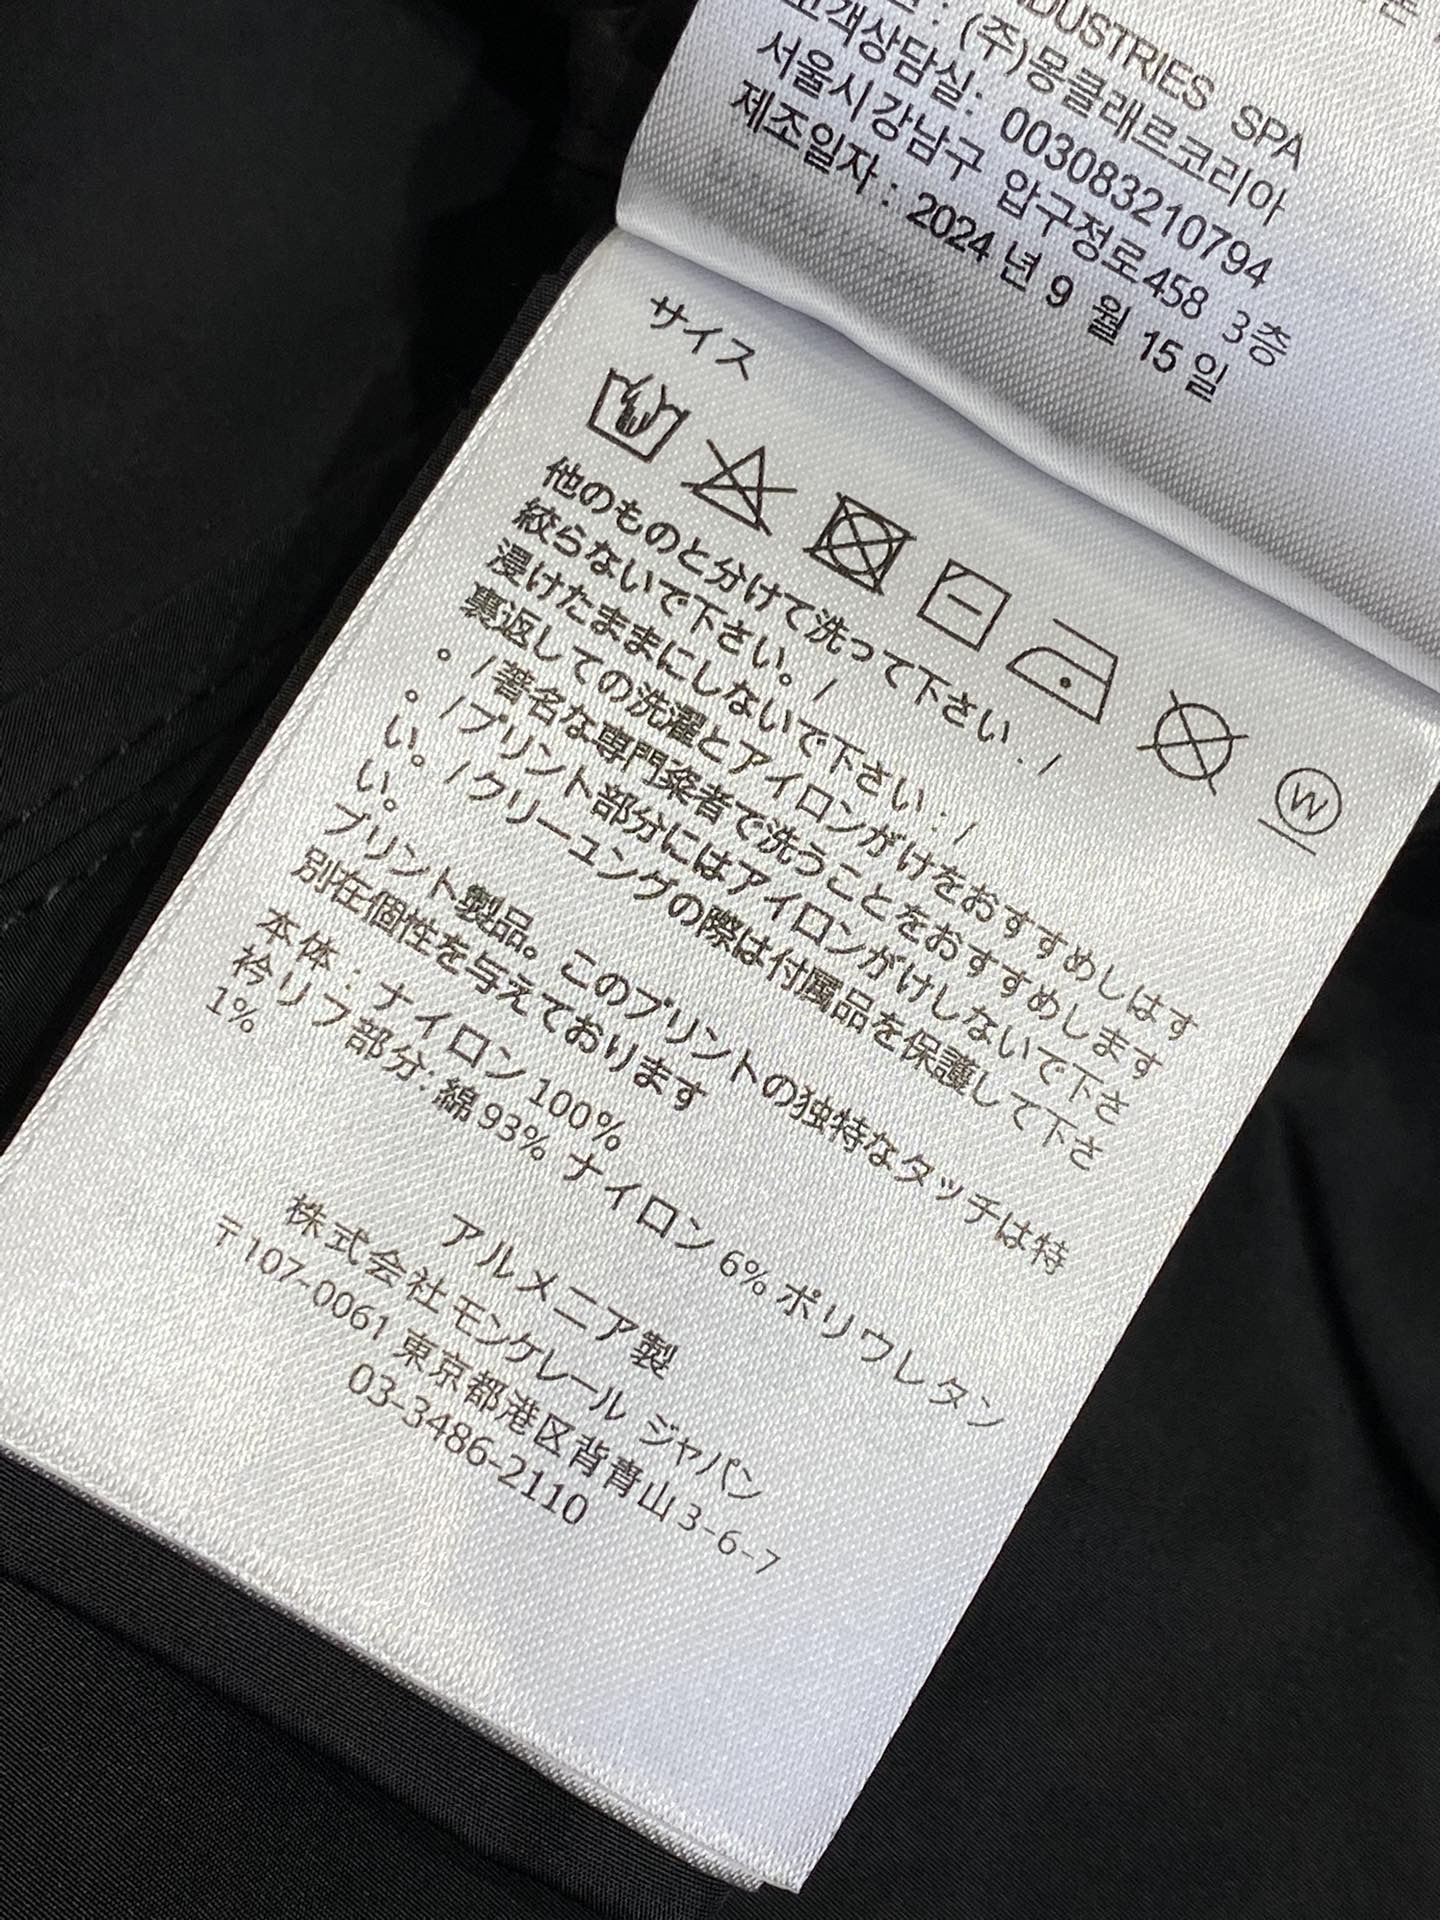 INDUSTRIES SPA
: (주)몽클래르코리아
고객상담실: 003083210794
서울시 강남구 압구정로458 3층
제조일자 : 2024 년 9 월 15 일
サイズ
W
他のものと分けて洗って下さい . /
絞らないで下さい。/
浸けたままにしないで下さい : /
裏返しての洗濯とアイロンがけをおすすめしはす
。/著名な専門楽者で洗うことをおすすめします
。/プリント部分にはアイロンがけしないで下さ
い。/クリーュングの際は付属品を保護して下さ
い。
プリント製品。このプリントの独特なタッチは特
別在個性を与えております
本体 : ナイロン 100%
衿リフ部分: 綿 93% ナイロン 6% ポリウレタン
1%
アルメニア製
株式会社モンケレール ジャパン
〒107-0061 東京都港区背青山 3-6-7
03-3486-2110